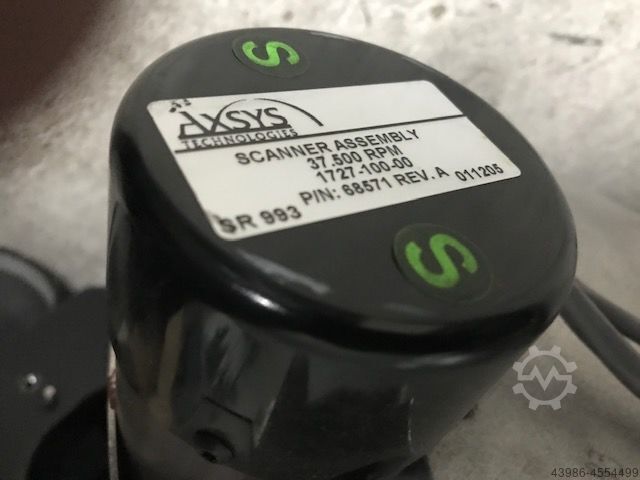 S
AXSYS
TECHNOLOGIES
SCANNER ASSEMBLY
37.500 RPM
1727-100-00
P/N: 68571 REV. A 011205
SR 993
S
43986-4554499